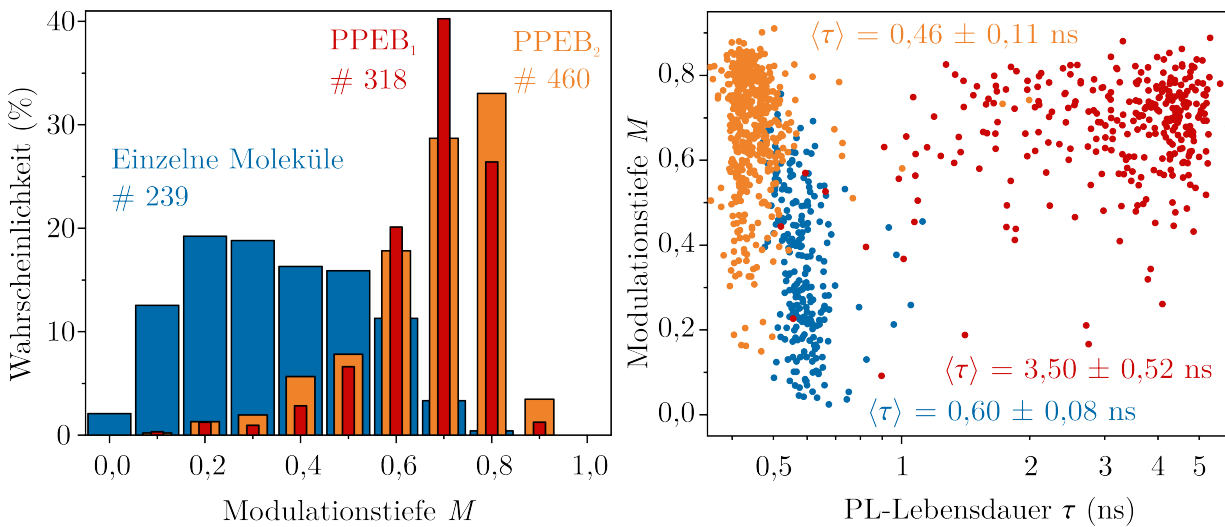 40
30
20
10
0
Wahrscheinlichkeit (%)
PPEB₁
# 318
PPEB₂
# 460
Einzelne Moleküle
# 239
0,0 0,2 0,4 0,6 0,8 1,0
Modulationstiefe M
0,8
0,6
0,4
0,2
0,0
Modulationstiefe M
⟨τ⟩ = 0,46 ± 0,11 ns
⟨τ⟩ = 3,50 ± 0,52 ns
⟨τ⟩ = 0,60 ± 0,08 ns
0,5 1 2 3 4 5
PL-Lebensdauer τ (ns)